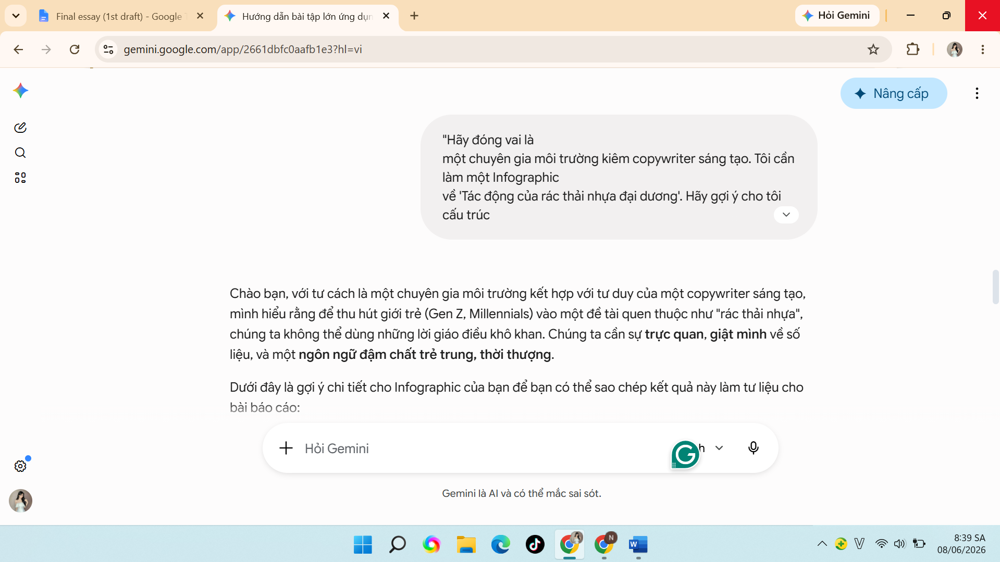 Final essay (1st draft) - Google
Hướng dẫn bài tập lớn ứng dụn
Hỏi Gemini
gemini.google.com/app/2661dbfc0aafb1e3?hl=vi
Nâng cấp
"Hãy đóng vai là
một chuyên gia môi trường kiêm copywriter sáng tạo. Tôi cần
làm một Infographic
về 'Tác động của rác thải nhựa đại dương'. Hãy gợi ý cho tôi
cấu trúc
Chào bạn, với tư cách là một chuyên gia môi trường kết hợp với tư duy của một copywriter sáng tạo,
mình hiểu rằng để thu hút giới trẻ (Gen Z, Millennials) vào một đề tài quen thuộc như "rác thải nhựa",
chúng ta không thể dùng những lời giáo điều khô khan. Chúng ta cần sự trực quan, giật mình về số
liệu, và một ngôn ngữ đậm chất trẻ trung, thời thượng.
Dưới đây là gợi ý chi tiết cho Infographic của bạn để bạn có thể sao chép kết quả này làm tư liệu cho
bài báo cáo:
Hỏi Gemini
h
Gemini là AI và có thể mắc sai sót.
N
W
V
8:39 SA
08/06/2026